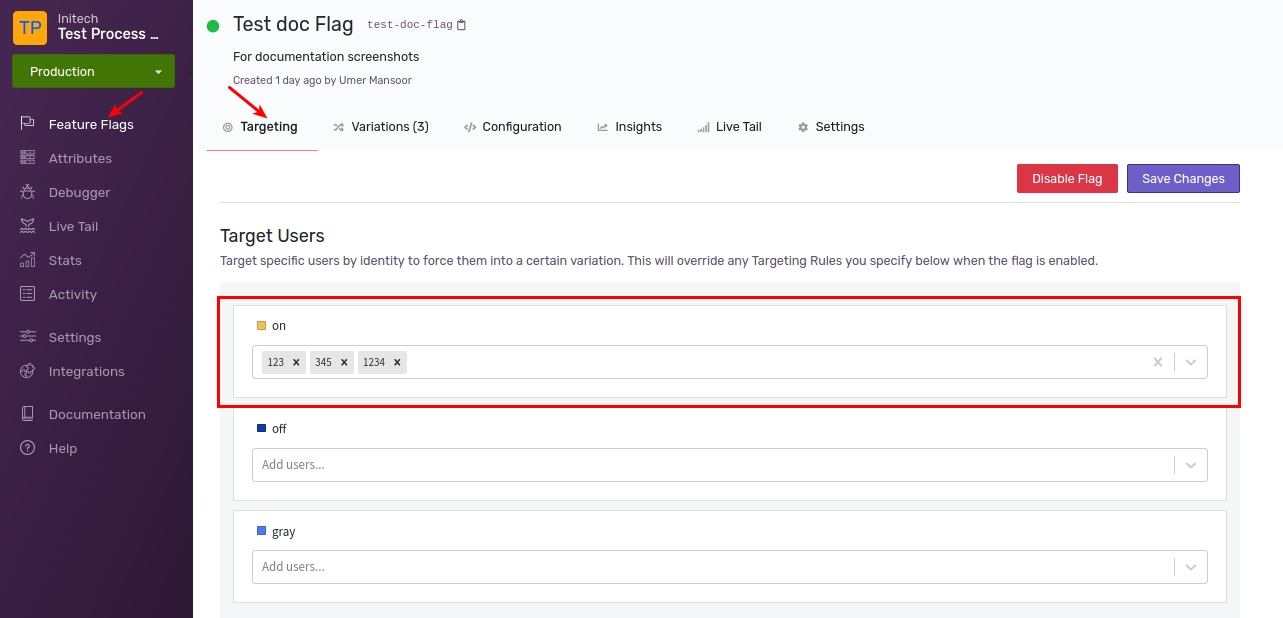 TP
Initech
Test Process ...
Production
Feature Flags
Attributes
Debugger
Live Tail
Stats
Activity
Settings
Integrations
Documentation
Help
Test doc Flag test-doc-flag
For documentation screenshots
Created 1 day ago by Umer Mansoor
Targeting Variations (3) Configuration Insights Live Tail Settings
Disable Flag Save Changes
Target Users
Target specific users by identity to force them into a certain variation. This will override any Targeting Rules you specify below when the flag is enabled.
on
123 × 345 × 1234 ×
off
Add users...
gray
Add users...